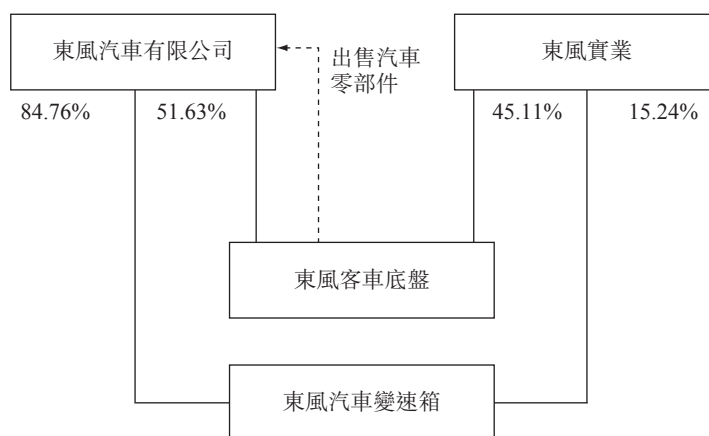 東風汽車有限公司
東風實業
出售汽車
零部件
84.76%
51.63%
45.11%
15.24%
東風客車底盤
東風汽車變速箱